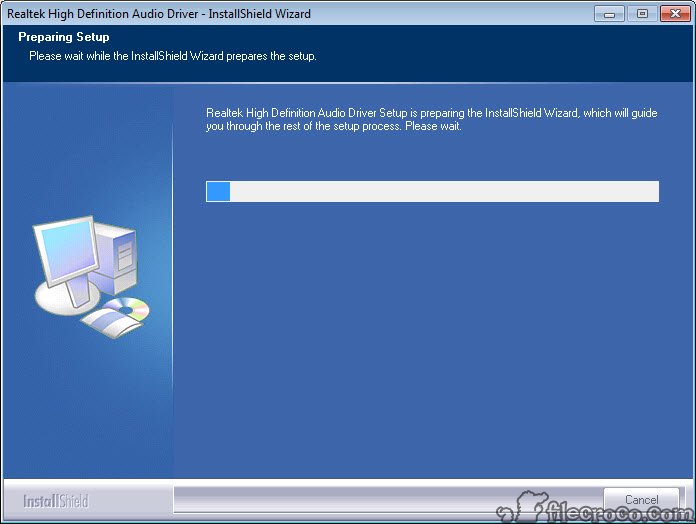 Realtek High Definition Audio Driver - InstallShield Wizard
Preparing Setup
Please wait while the InstallShield Wizard prepares the setup.
Realtek High Definition Audio Driver Setup is preparing the InstallShield Wizard, which will guide
you through the rest of the setup process. Please wait.
InstallShield
Cancel
filecroco.com